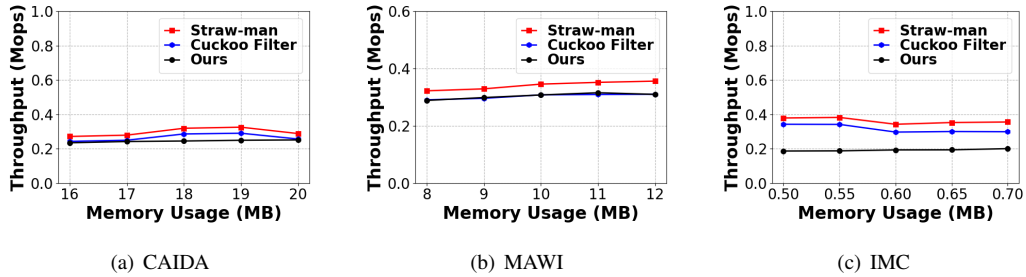 Throughput (Mops)
1.0
0.8
0.6
0.4
0.2
0.0
Straw-man
Cuckoo Filter
Ours
16 17 18 19 20
Memory Usage (MB)
(a) CAIDA
Throughput (Mops)
0.6
0.4
0.2
0.0
Straw-man
Cuckoo Filter
Ours
8 9 10 11 12
Memory Usage (MB)
(b) MAWI
Throughput (Mops)
1.0
0.8
0.6
0.4
0.2
0.0
Straw-man
Cuckoo Filter
Ours
0.50 0.55 0.60 0.65 0.70
Memory Usage (MB)
(c) IMC